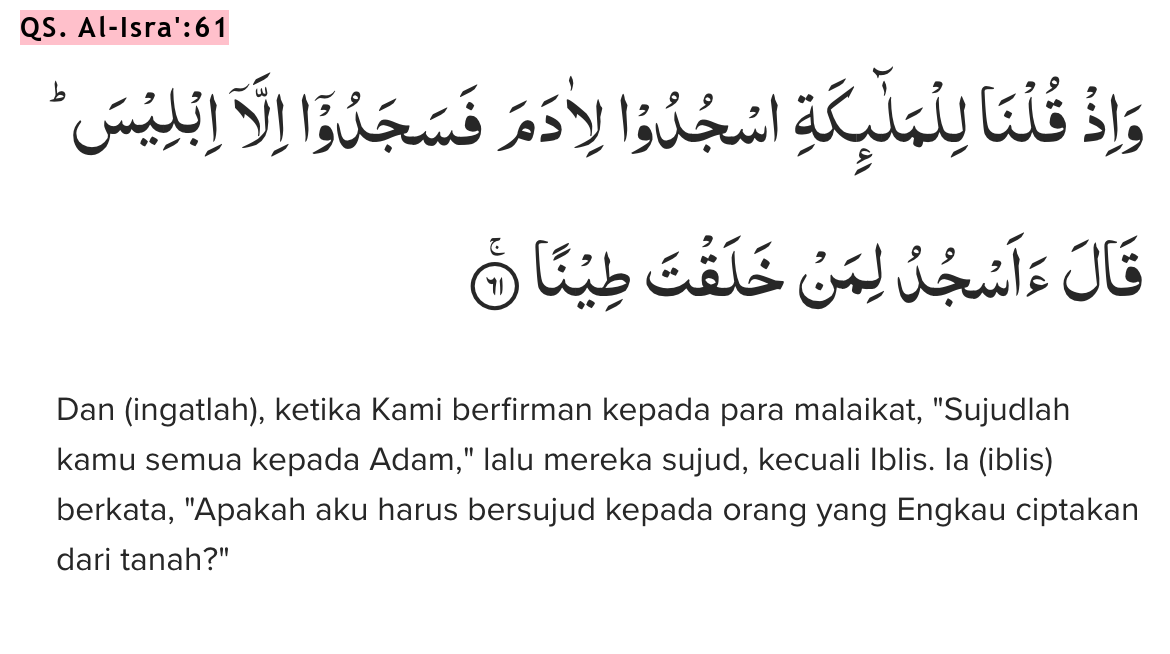 QS. Al-Isra':61
وَاِذْ قُلْنَا لِلْمَلٰۤىِٕكَةِ اسْجُدُوْا لِاٰدَمَ فَسَجَدُوْٓا اِلَّآ اِبْلِيْسَۗ
قَالَ ءَاَسْجُدُ لِمَنْ خَلَقْتَ طِيْنًاۚ ٦١
Dan (ingatlah), ketika Kami berfirman kepada para malaikat, "Sujudlah
kamu semua kepada Adam," lalu mereka sujud, kecuali Iblis. Ia (iblis)
berkata, "Apakah aku harus bersujud kepada orang yang Engkau ciptakan
dari tanah?"